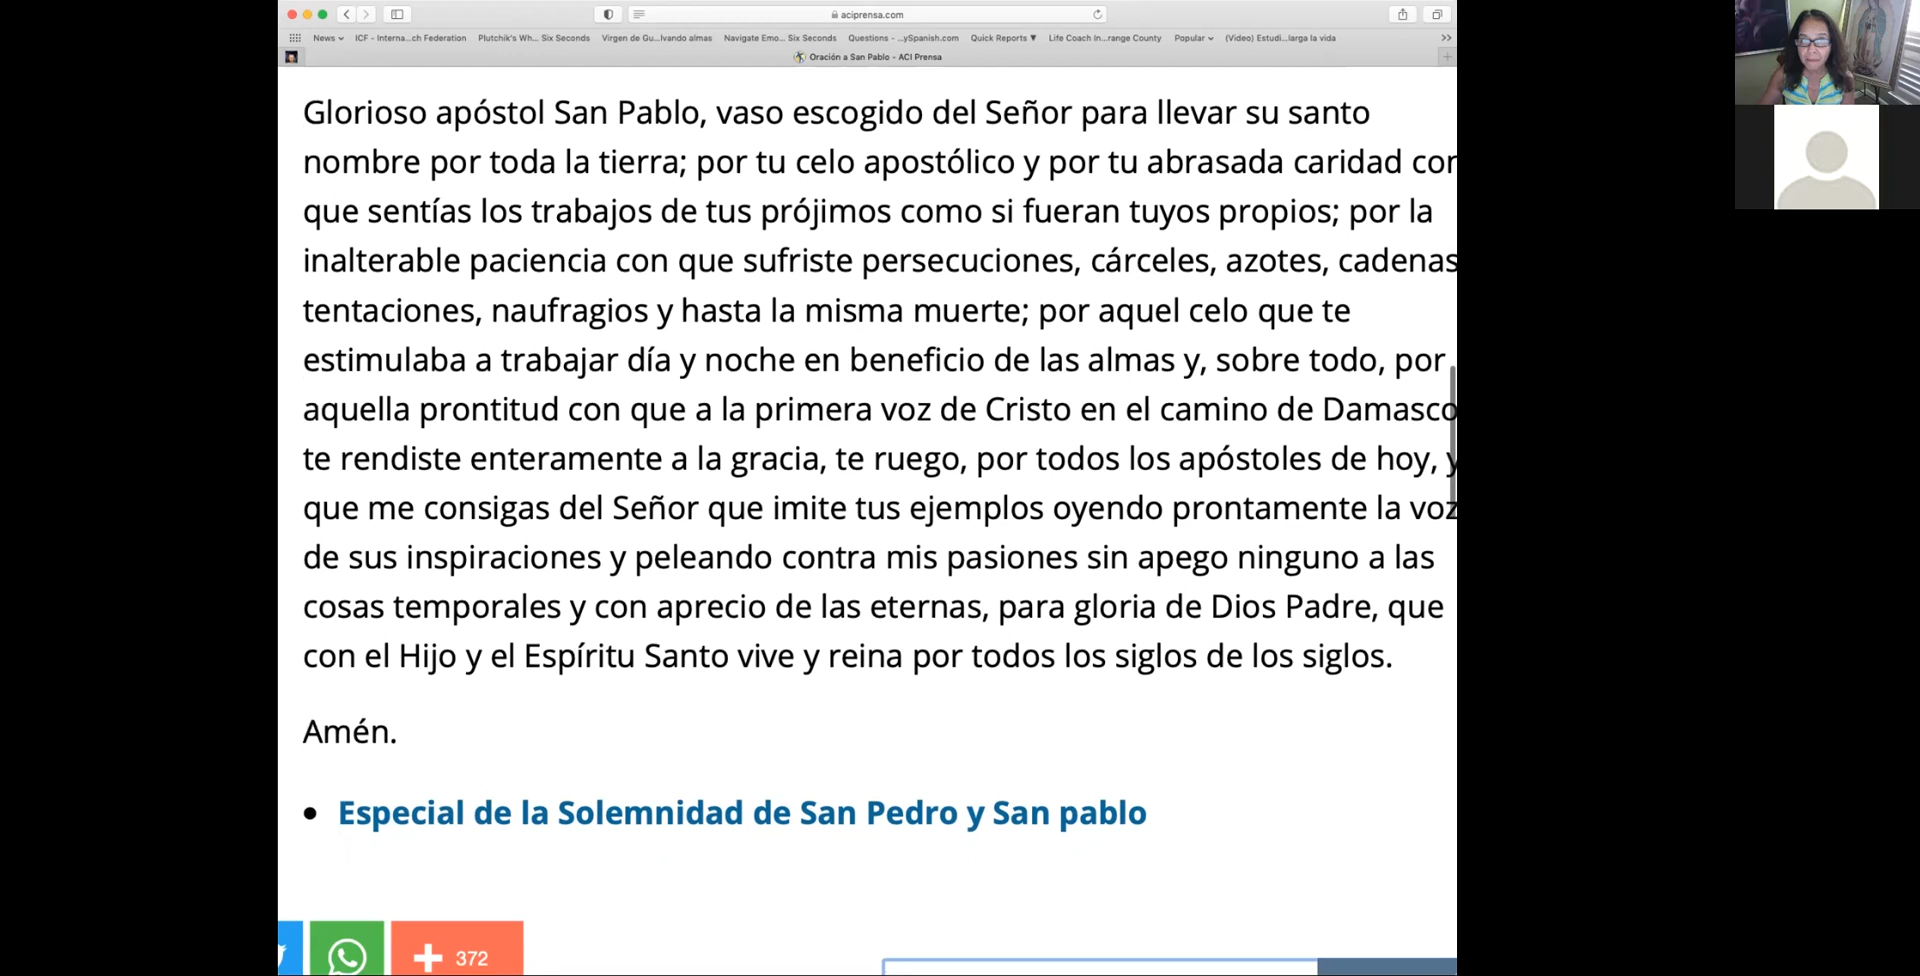 aciprensa.com
News
ICF - Interna...ch Federation
Plutchik's Wh... Six Seconds
Virgen de Gu...lvando almas
Navigate Emo... Six Seconds
Questions - ...ySpanish.com
Quick Reports ▼
Life Coach In...range County
Popular
(Video) Estudi...larga la vida
Oración a San Pablo - ACI Prensa
Glorioso apóstol San Pablo, vaso escogido del Señor para llevar su santo
nombre por toda la tierra; por tu celo apostólico y por tu abrasada caridad con
que sentías los trabajos de tus prójimos como si fueran tuyos propios; por la
inalterable paciencia con que sufriste persecuciones, cárceles, azotes, cadenas
tentaciones, naufragios y hasta la misma muerte; por aquel celo que te
estimulaba a trabajar día y noche en beneficio de las almas y, sobre todo, por
aquella prontitud con que a la primera voz de Cristo en el camino de Damasco
te rendiste enteramente a la gracia, te ruego, por todos los apóstoles de hoy, y
que me consigas del Señor que imite tus ejemplos oyendo prontamente la voz
de sus inspiraciones y peleando contra mis pasiones sin apego ninguno a las
cosas temporales y con aprecio de las eternas, para gloria de Dios Padre, que
con el Hijo y el Espíritu Santo vive y reina por todos los siglos de los siglos.
Amén.
• Especial de la Solemnidad de San Pedro y San pablo
372